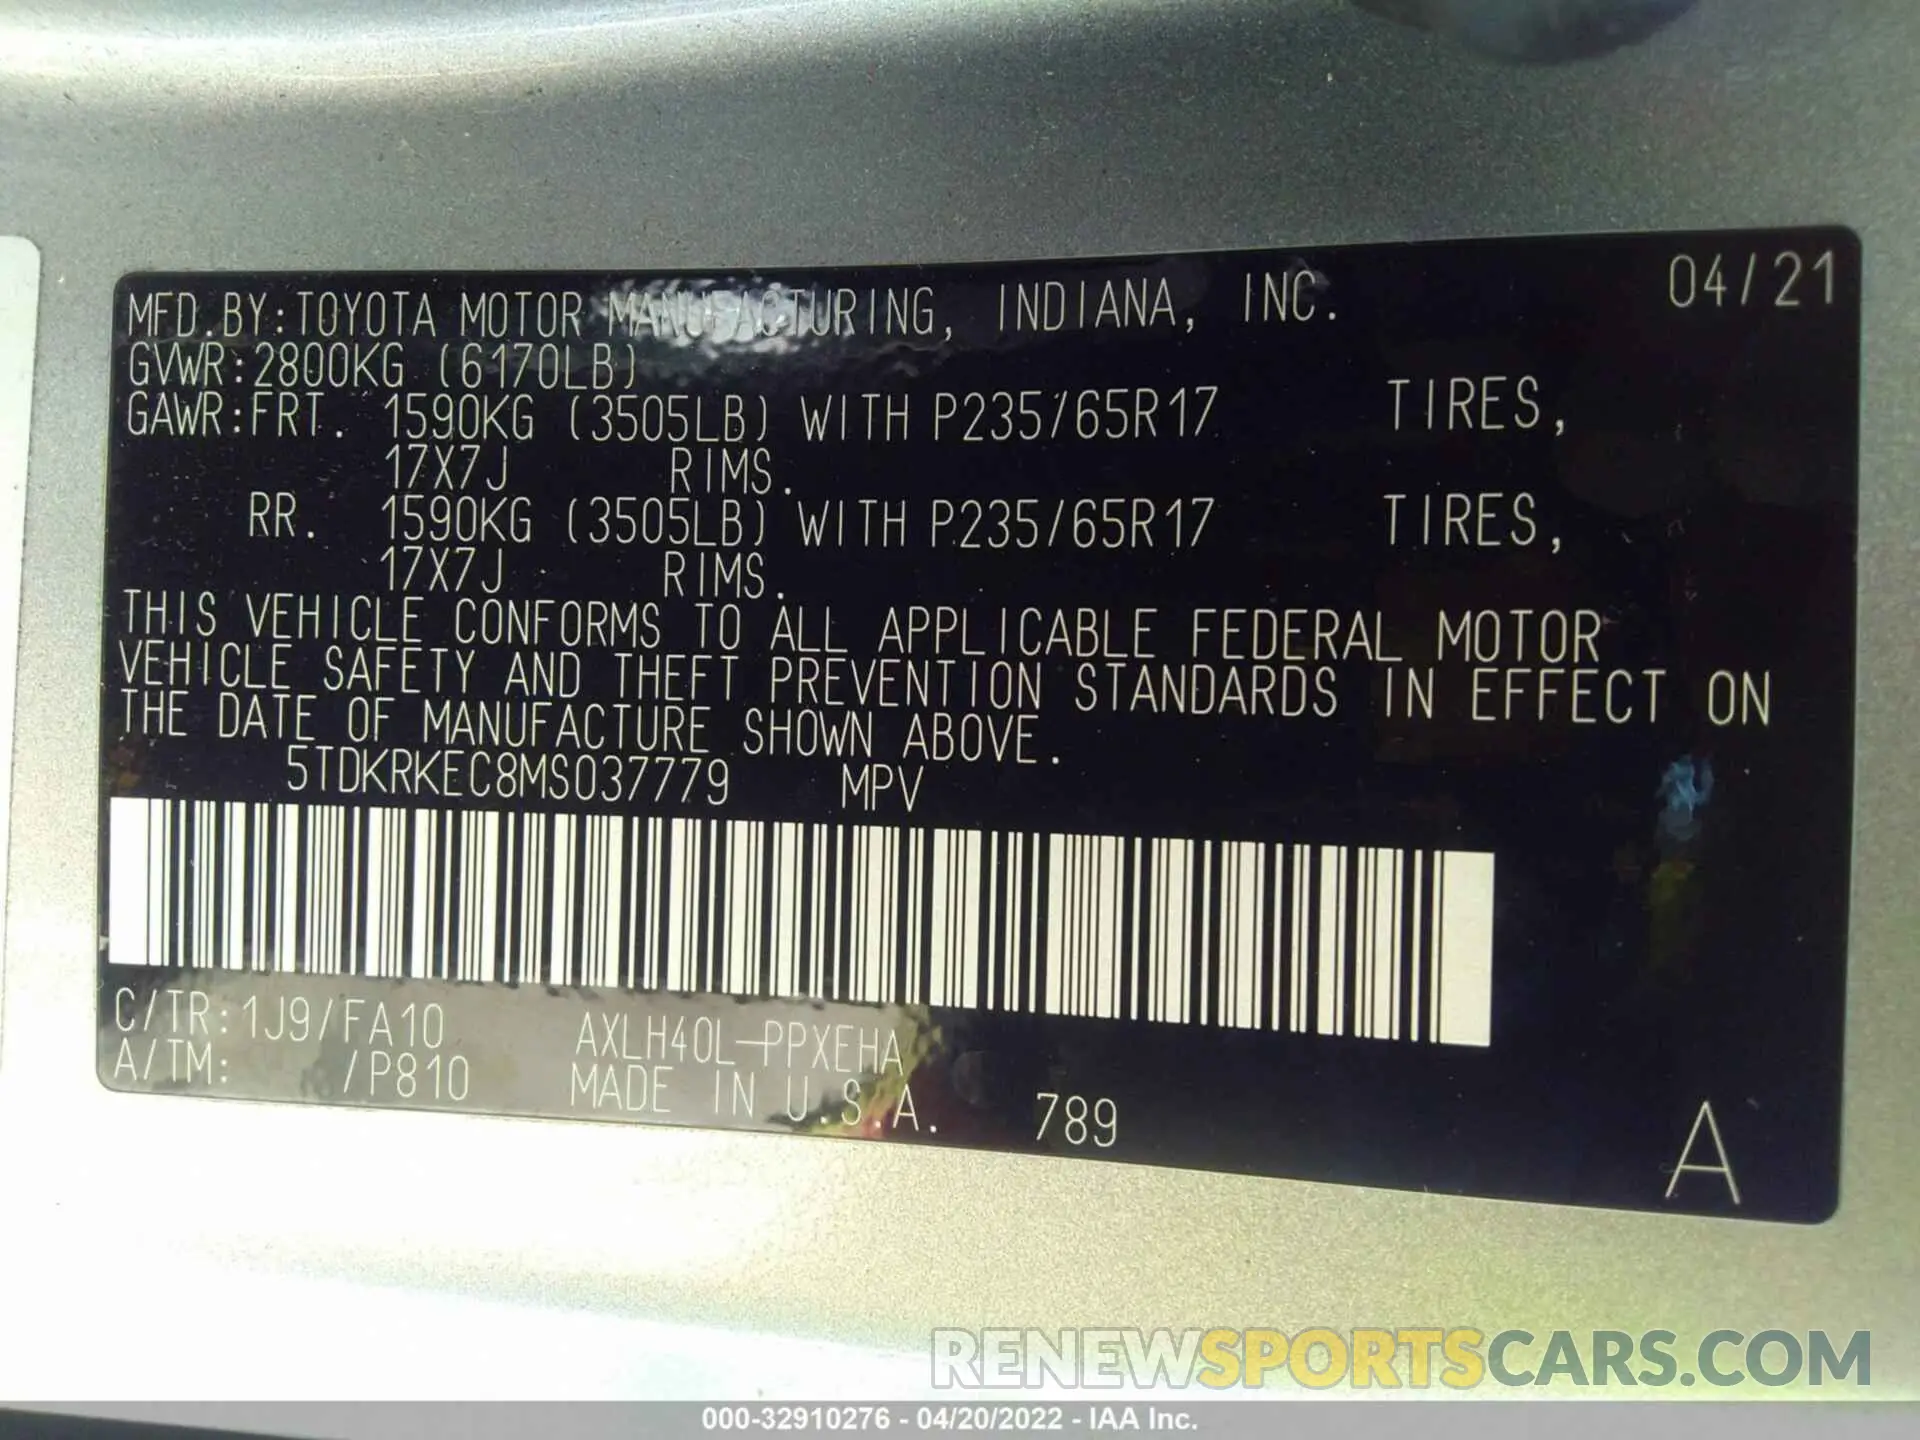 04/21
MFD.BY:TOYOTA MOTOR MANUFACTURING, INDIANA, INC.
GVWR:2800KG (6170LB)
GAWR:FRT. 1590KG (3505LB) WITH P235/65R17 TIRES,
17X7J RIMS.
RR. 1590KG (3505LB) WITH P235/65R17 TIRES,
17X7J RIMS.
THIS VEHICLE CONFORMS TO ALL APPLICABLE FEDERAL MOTOR
VEHICLE SAFETY AND THEFT PREVENTION STANDARDS IN EFFECT ON
THE DATE OF MANUFACTURE SHOWN ABOVE.
5TDKRKEC8MS037779 MPV
C/TR:1J9/FA10 AXLH40L-PPXEHA
A/TM: /P810 MADE IN U.S.A. 789
A
RENEWSPORTSCARS.COM
000-32910276 - 04/20/2022 - IAA Inc.